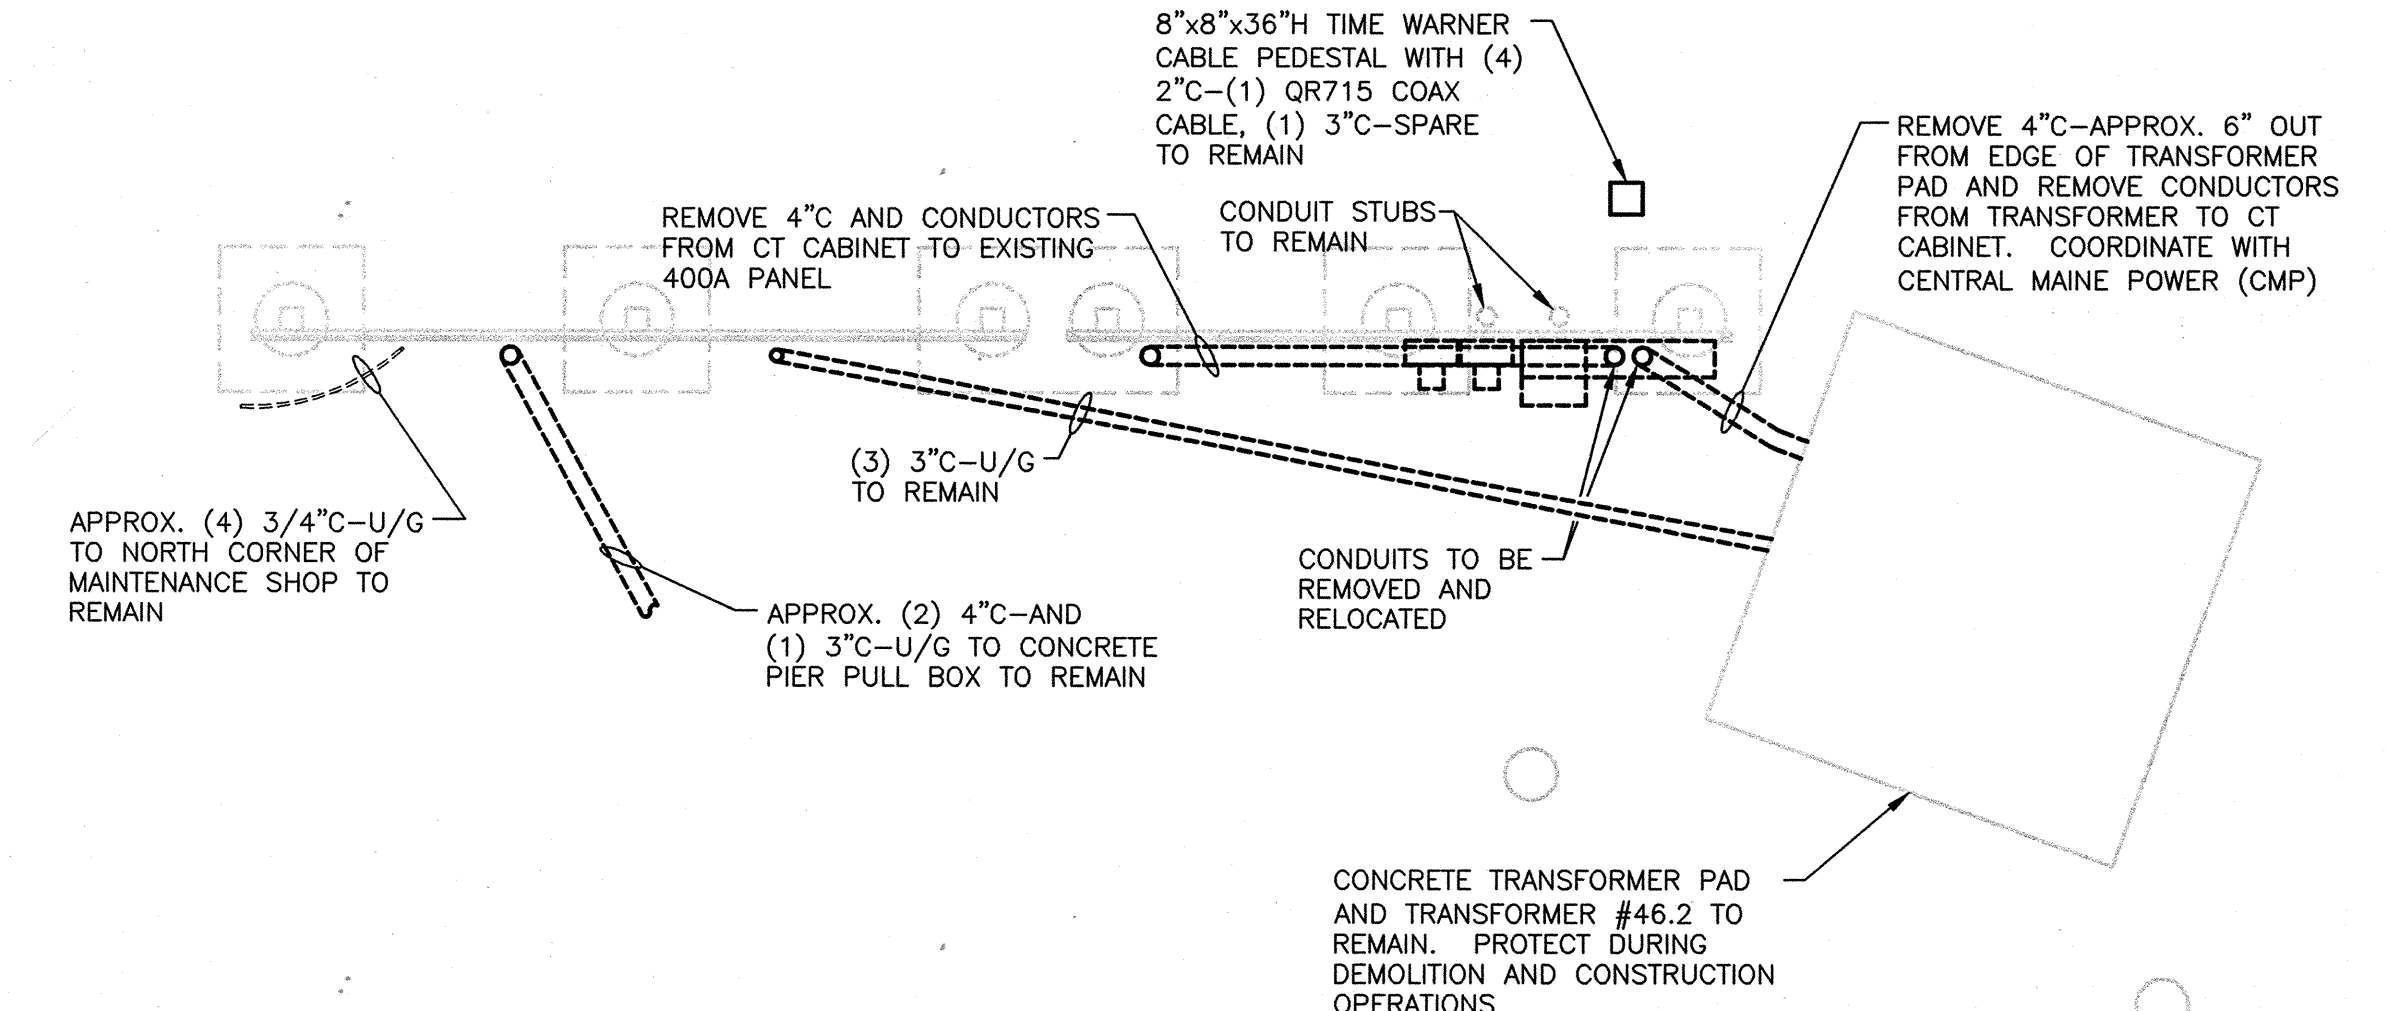 8"x8"x36"H TIME WARNER
CABLE PEDESTAL WITH (4)
2"C-(1) QR715 COAX
CABLE, (1) 3"C-SPARE
TO REMAIN
REMOVE 4"C-APPROX. 6" OUT
FROM EDGE OF TRANSFORMER
PAD AND REMOVE CONDUCTORS
FROM TRANSFORMER TO CT
CABINET. COORDINATE WITH
CENTRAL MAINE POWER (CMP)
REMOVE 4"C AND CONDUCTORS
FROM CT CABINET TO EXISTING
400A PANEL
CONDUIT STUBS
TO REMAIN
(3) 3"C-U/G
TO REMAIN
APPROX. (4) 3/4"C-U/G
TO NORTH CORNER OF
MAINTENANCE SHOP TO
REMAIN
CONDUITS TO BE
REMOVED AND
RELOCATED
APPROX. (2) 4"C-AND
(1) 3"C-U/G TO CONCRETE
PIER PULL BOX TO REMAIN
CONCRETE TRANSFORMER PAD
AND TRANSFORMER #46.2 TO
REMAIN. PROTECT DURING
DEMOLITION AND CONSTRUCTION
OPERATIONS